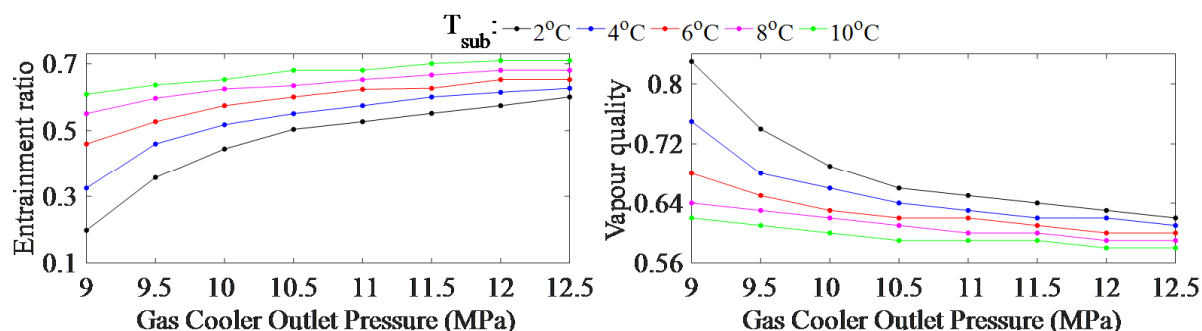 T_sub: 2°C 4°C 6°C 8°C 10°C
Entrainment ratio
0.7
0.5
0.3
0.1
9 9.5 10 10.5 11 11.5 12 12.5
Gas Cooler Outlet Pressure (MPa)
Vapour quality
0.8
0.72
0.64
0.56
9 9.5 10 10.5 11 11.5 12 12.5
Gas Cooler Outlet Pressure (MPa)